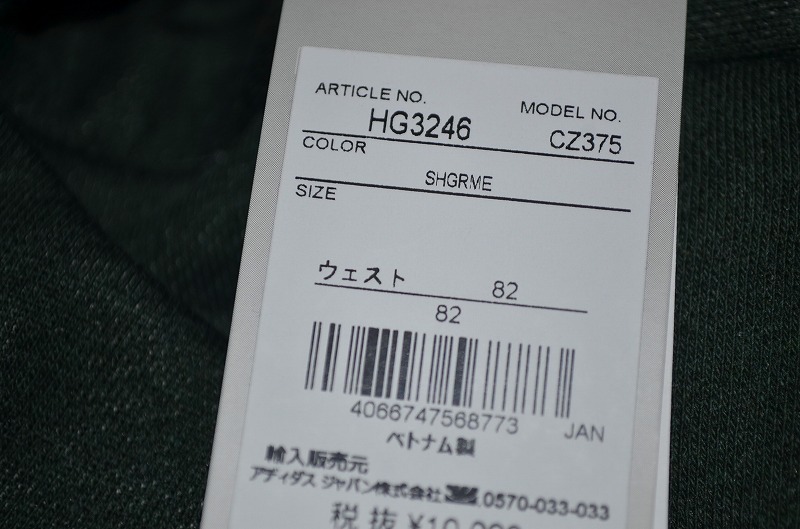 ARTICLE NO. MODEL NO.
HG3246 CZ375
COLOR
SHGRME
SIZE
ウェスト 82
82
4066747568773 JAN
ベトナム製
輸入販売元
アディダス ジャパン株式会社 0570-033-033
税抜